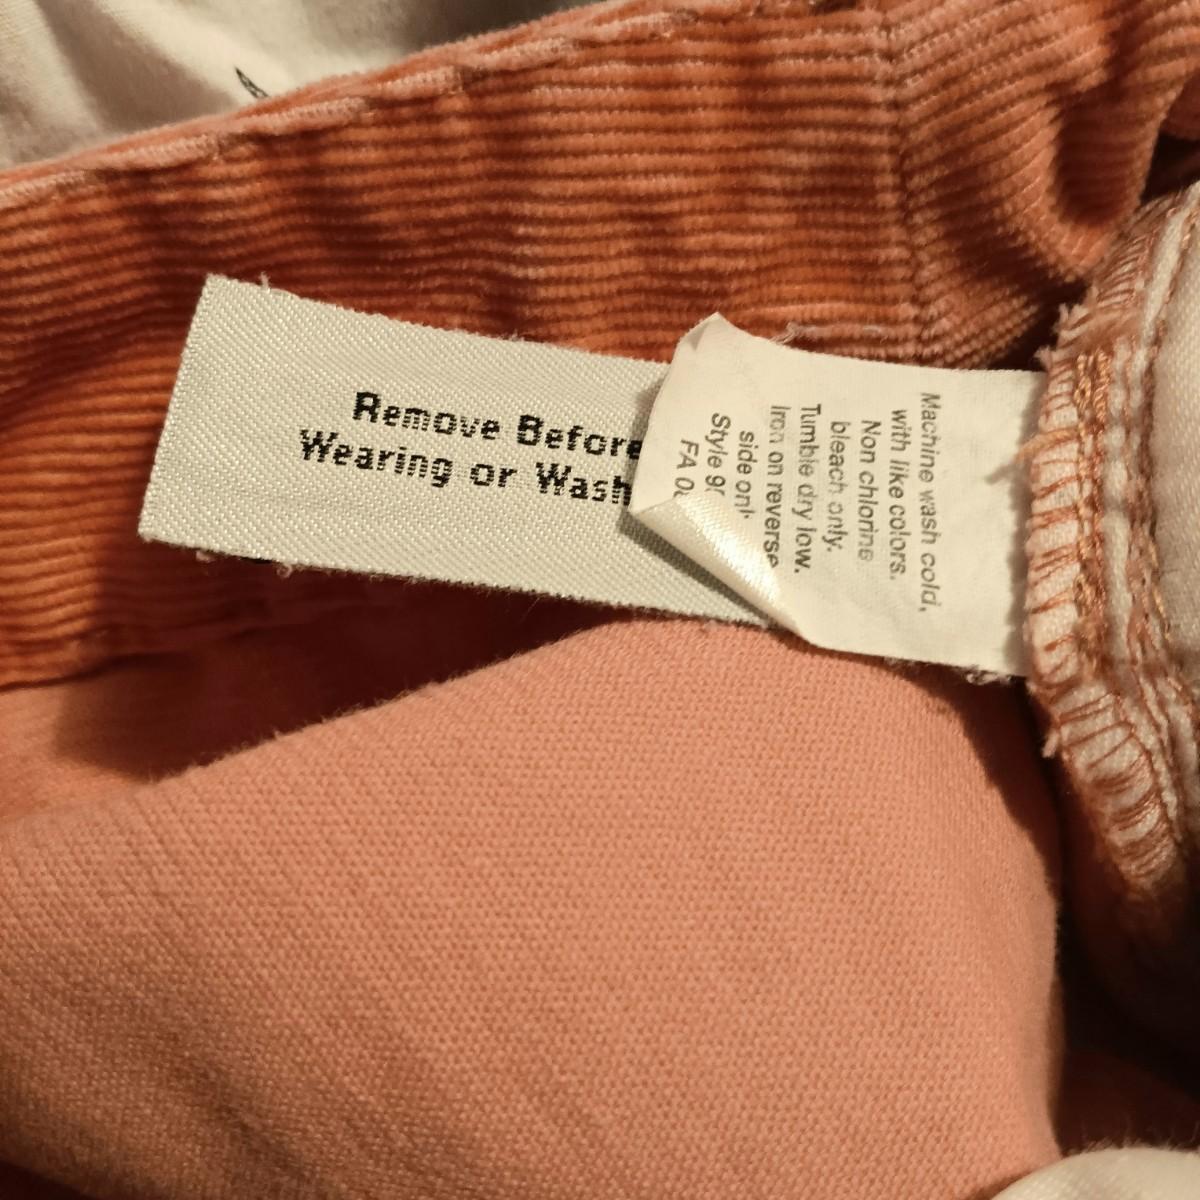 Remove Before
Wearing or Wash
Machine wash cold,
with like colors.
Non chlorine
bleach only.
Tumble dry low.
Iron on reverse
side onl
Style 9
FA 0